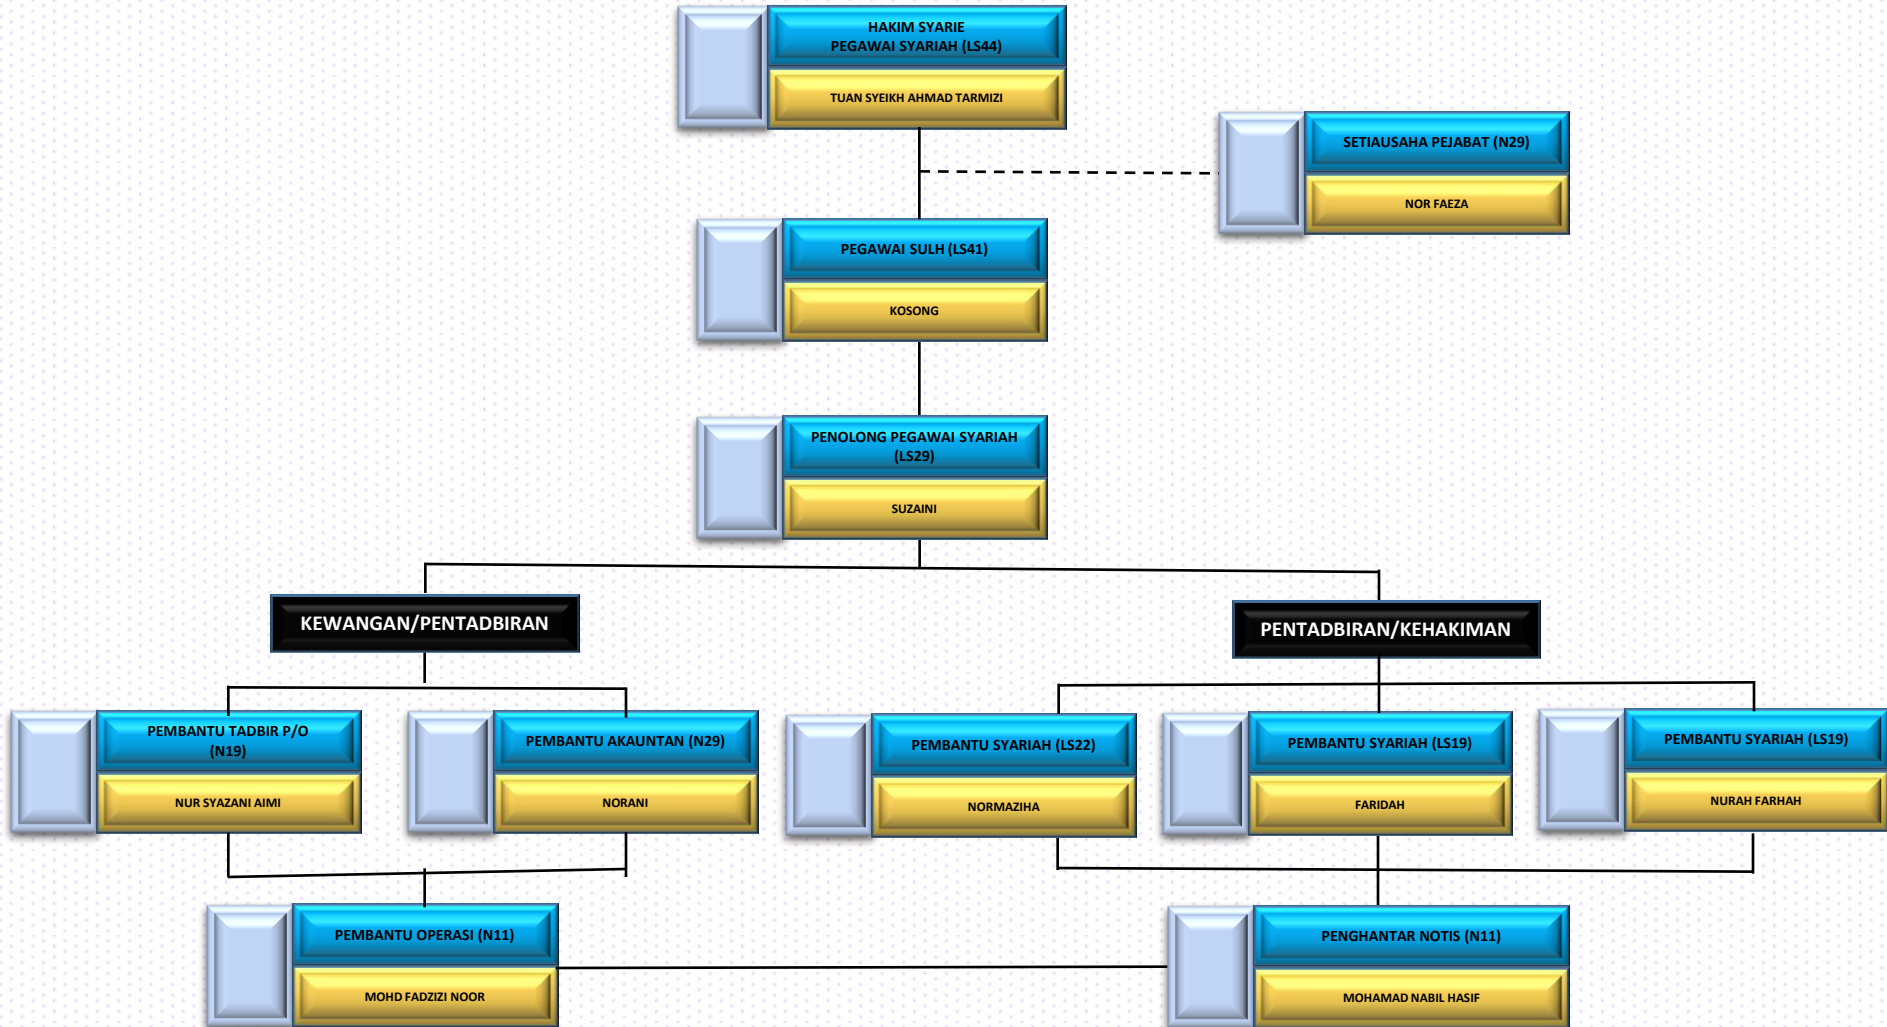 HAKIM SYARIE
PEGAWAI SYARIAH (LS44)
TUAN SYEIKH AHMAD TARMIZI
SETIAUSAHA PEJABAT (N29)
NOR FAEZA
PEGAWAI SULH (LS41)
KOSONG
PENOLONG PEGAWAI SYARIAH
(LS29)
SUZAINI
KEWANGAN/PENTADBIRAN
PENTADBIRAN/KEHAKIMAN
PEMBANTU TADBIR P/O
(N19)
NUR SYAZANI AIMI
PEMBANTU AKAUNTAN (N29)
NORANI
PEMBANTU SYARIAH (LS22)
NORMAZIHA
PEMBANTU SYARIAH (LS19)
FARIDAH
PEMBANTU SYARIAH (LS19)
NURAH FARHAH
PEMBANTU OPERASI (N11)
MOHD FADZIZI NOOR
PENGHANTAR NOTIS (N11)
MOHAMAD NABIL HASIF